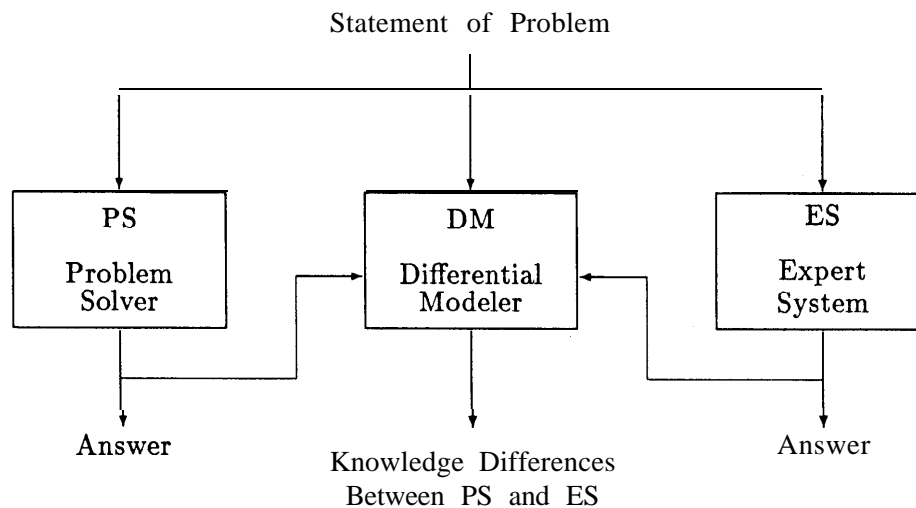 Statement of Problem
PS
Problem
Solver
DM
Differential
Modeler
ES
Expert
System
Answer
Knowledge Differences
Between PS and ES
Answer